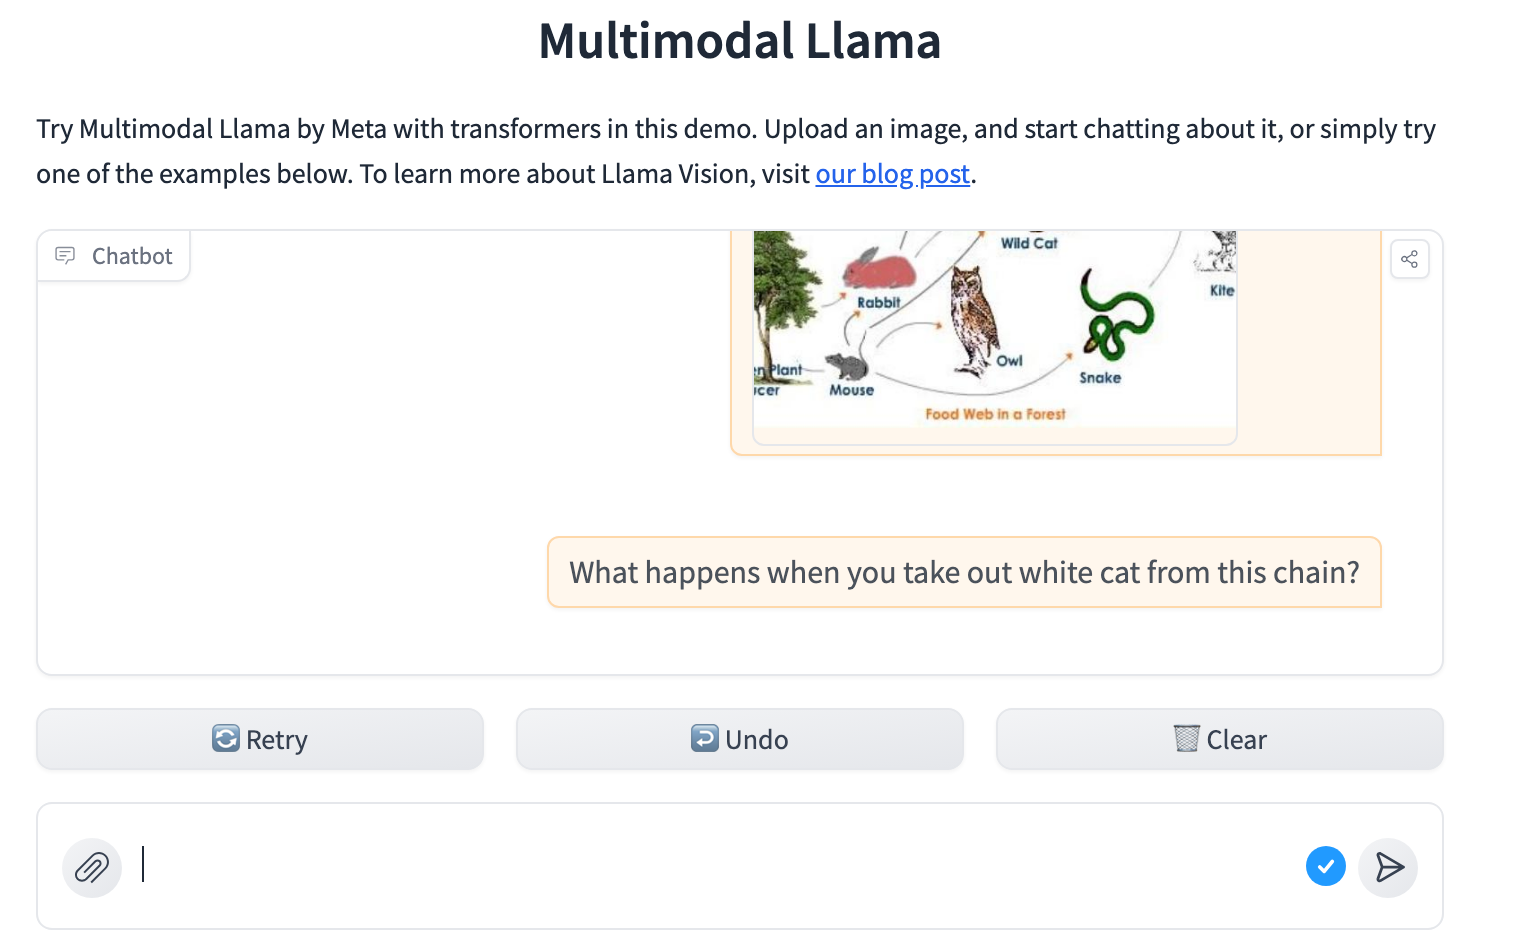 Multimodal Llama
Try Multimodal Llama by Meta with transformers in this demo. Upload an image, and start chatting about it, or simply try
one of the examples below. To learn more about Llama Vision, visit our blog post.
Chatbot
Wild Cat
Kite
Rabbit
Owl
Snake
n Plant
cer
Mouse
Food Web in a Forest
What happens when you take out white cat from this chain?
Retry
Undo
Clear